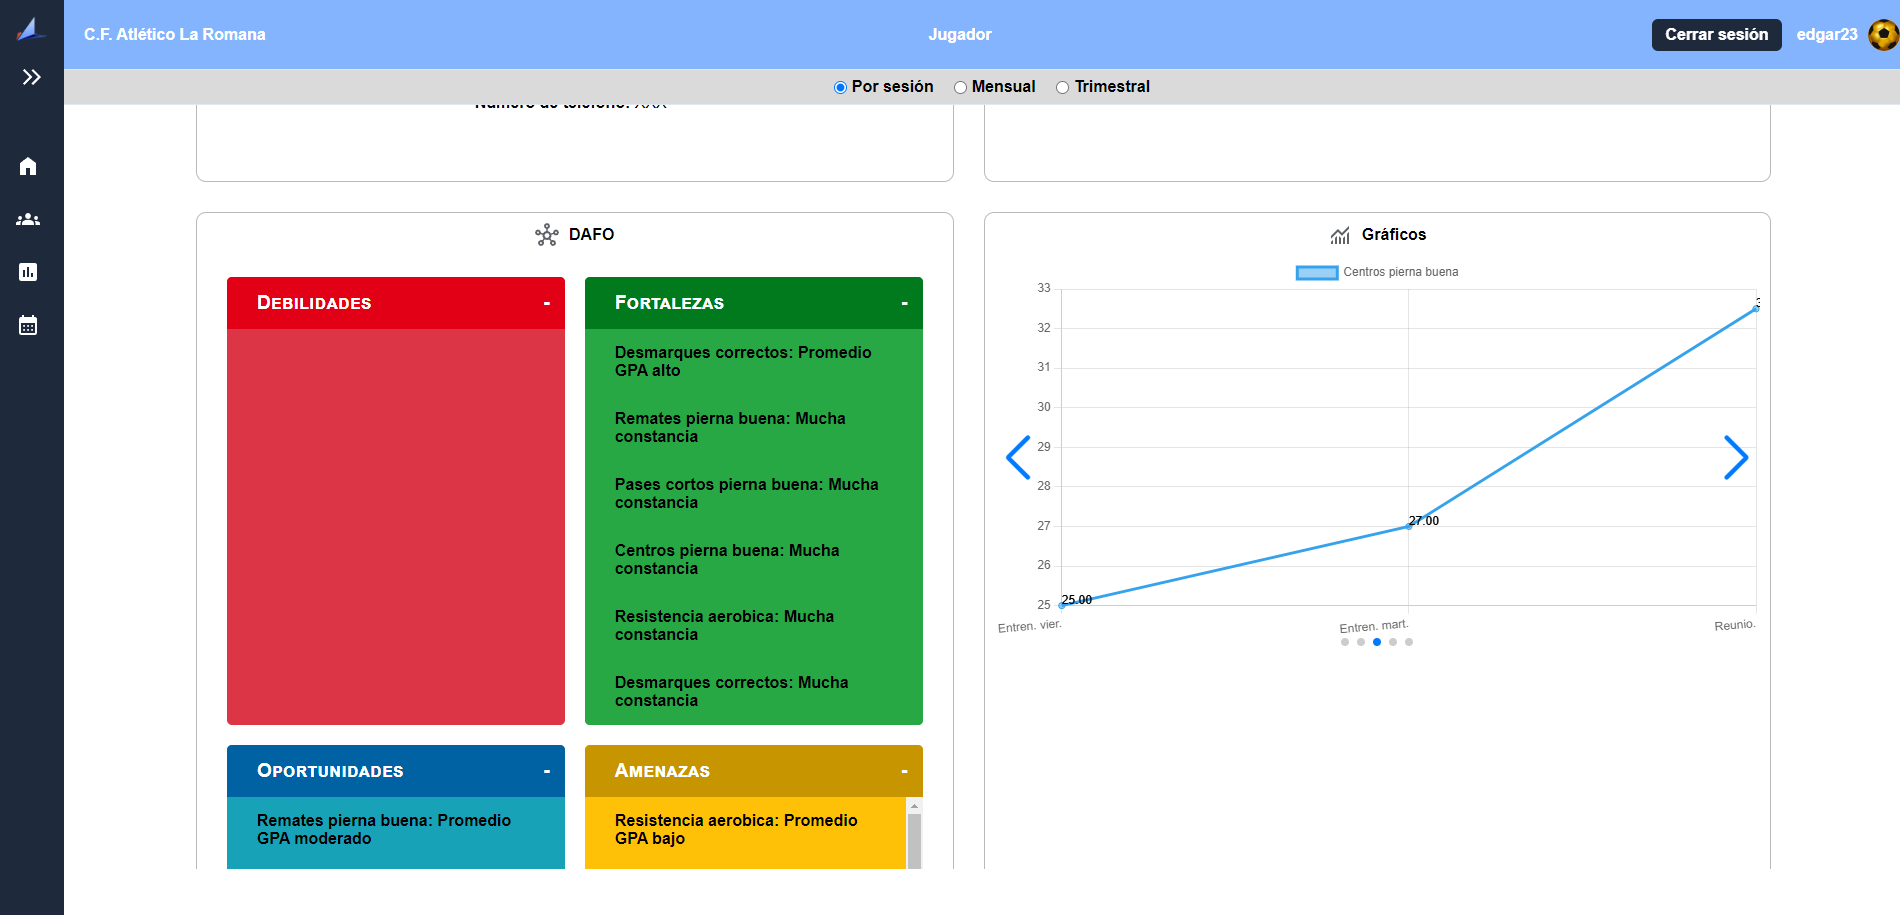 C.F. Atlético La Romana
Jugador
Cerrar sesión
edgar23
Por sesión
Mensual
Trimestral
Número de teléfono: XXX
DAFO
DEBILIDADES
-
FORTALEZAS
-
Desmarques correctos: Promedio
GPA alto
Remates pierna buena: Mucha
constancia
Pases cortos pierna buena: Mucha
constancia
Centros pierna buena: Mucha
constancia
Resistencia aerobica: Mucha
constancia
Desmarques correctos: Mucha
constancia
OPORTUNIDADES
-
Remates pierna buena: Promedio
GPA moderado
AMENAZAS
-
Resistencia aerobica: Promedio
GPA bajo
Gráficos
Centros pierna buena
33
32
31
30
29
28
27
26
25
25.00
27.00
Entren. vier.
Entren. mart.
Reunio.